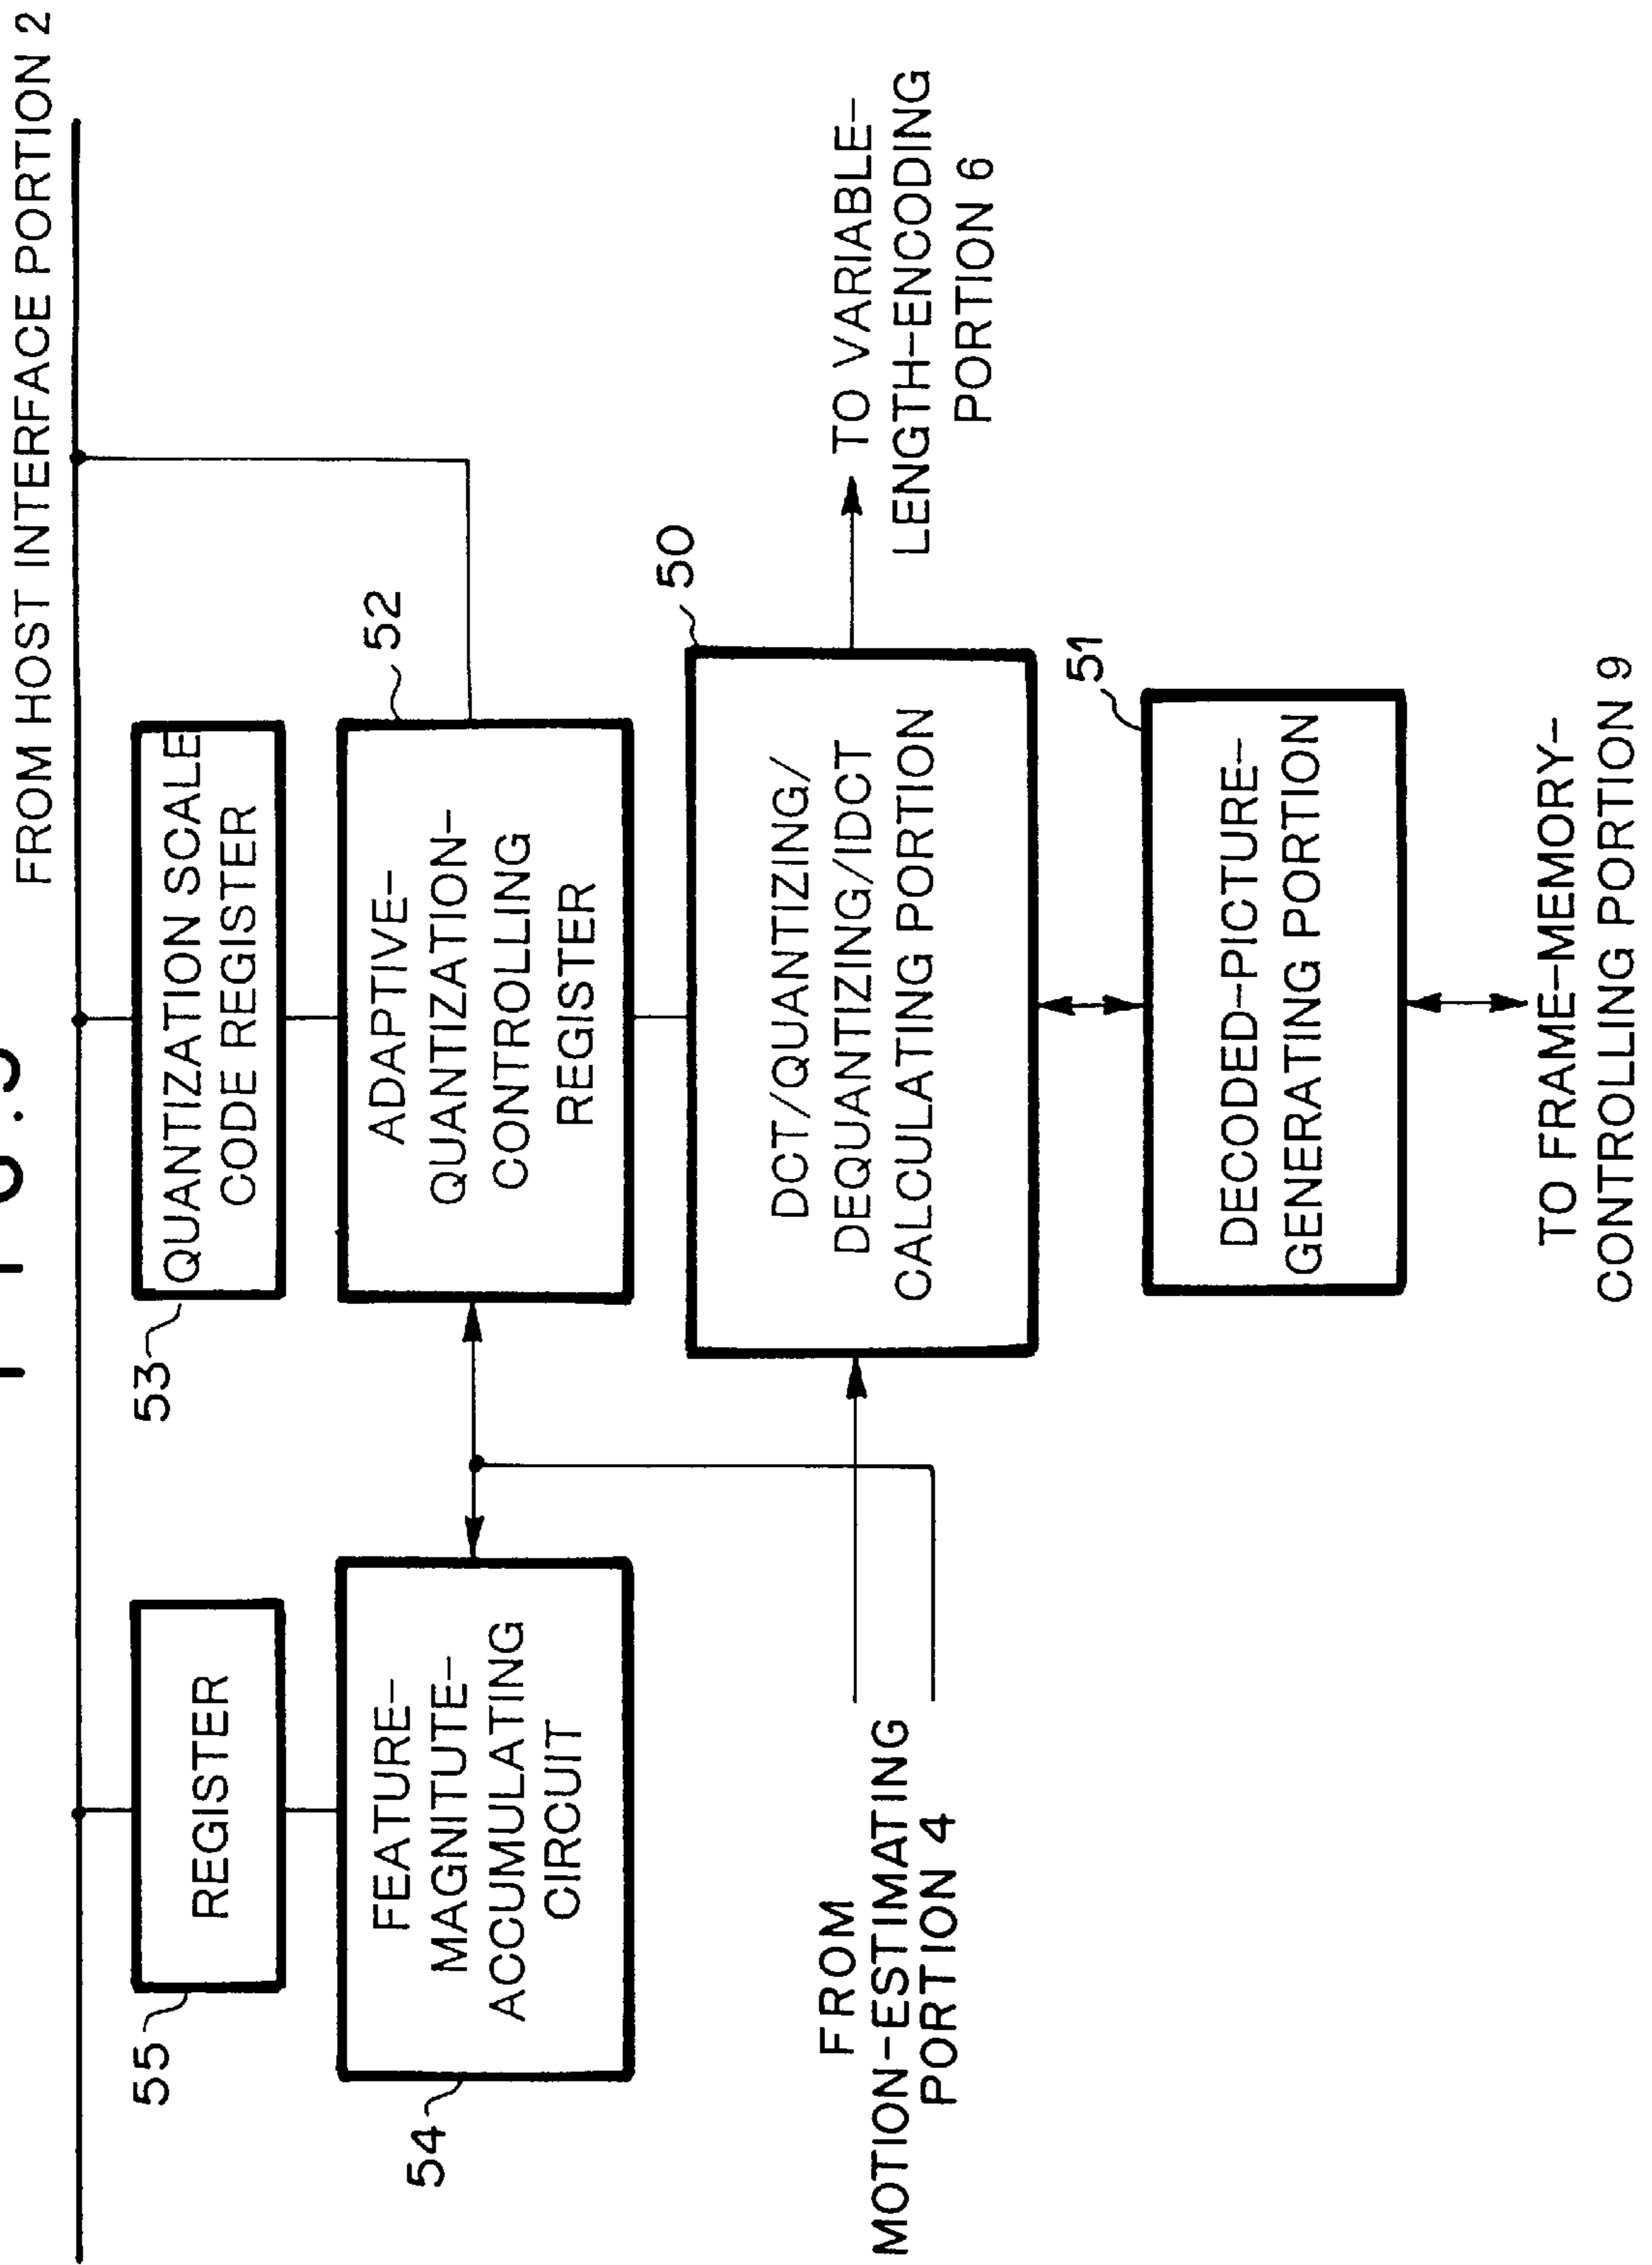 FROM HOST INTERFACE PORTION 2
55
REGISTER
53
QUANTIZATION SCALE
CODE REGISTER
54
FEATURE-
MAGNITUTE-
ACCUMULATING
CIRCUIT
52
ADAPTIVE-
QUANTIZATION-
CONTROLLING
REGISTER
50
DCT/QUANTIZING/
DEQUANTIZING/IDCT
CALCULATING PORTION
TO VARIABLE-
LENGTH-ENCODING
PORTION 6
FROM
MOTION-ESTIMATING
PORTION 4
51
DECODED-PICTURE-
GENERATING PORTION
TO FRAME-MEMORY-
CONTROLLING PORTION 9